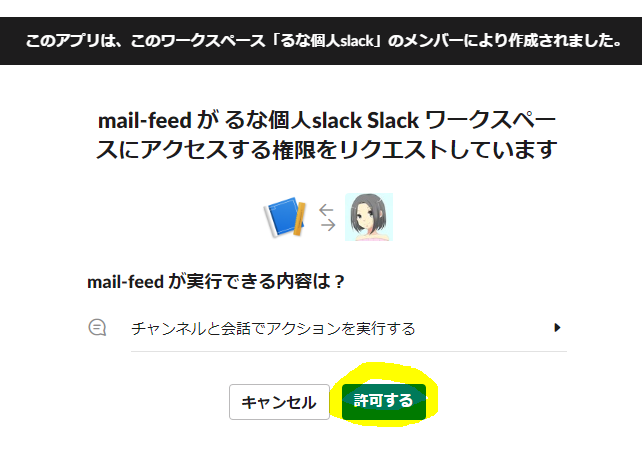 このアプリは、このワークスペース「るな個人slack」のメンバーにより作成されました。
mail-feed が るな個人slack Slack ワークスペー
スにアクセスする権限をリクエストしています
mail-feed が実行できる内容は？
チャンネルと会話でアクションを実行する
キャンセル
許可する